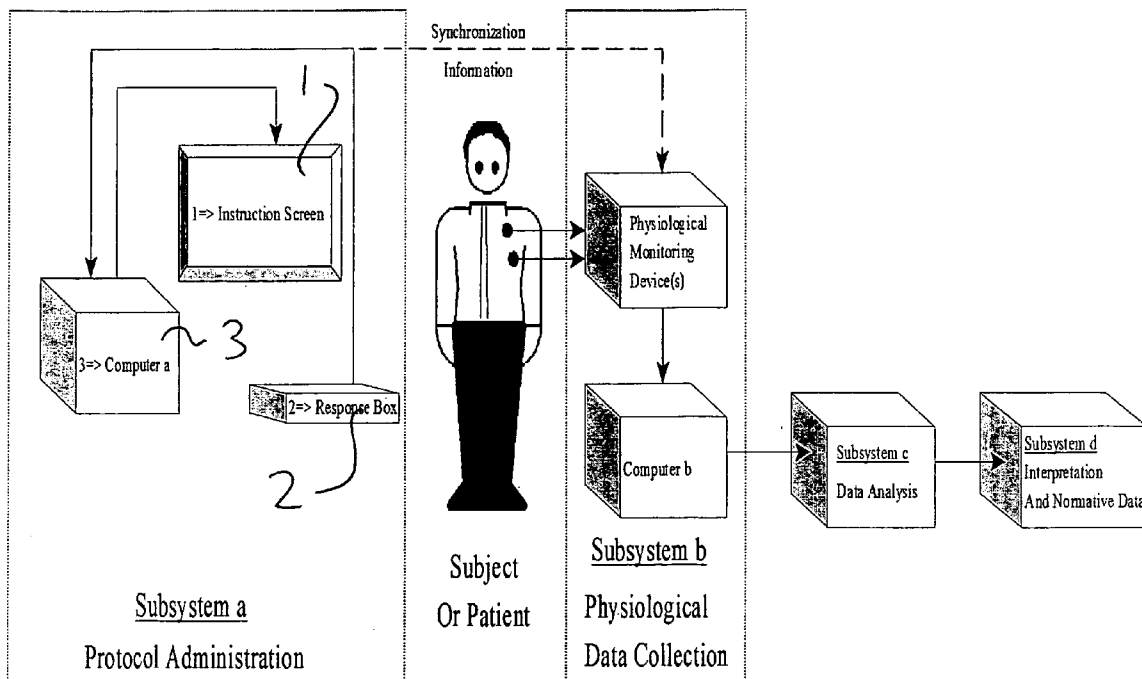 Synchronization
Information
1
1=> Instruction Screen
3=> Computer a
3
2=> Response Box
2
Subsystem a
Protocol Administration
Subject
Or Patient
Physiological
Monitoring
Device(s)
Computer b
Subsystem b
Physiological
Data Collection
Subsystem c
Data Analysis
Subsystem d
Interpretation
And Normative Data